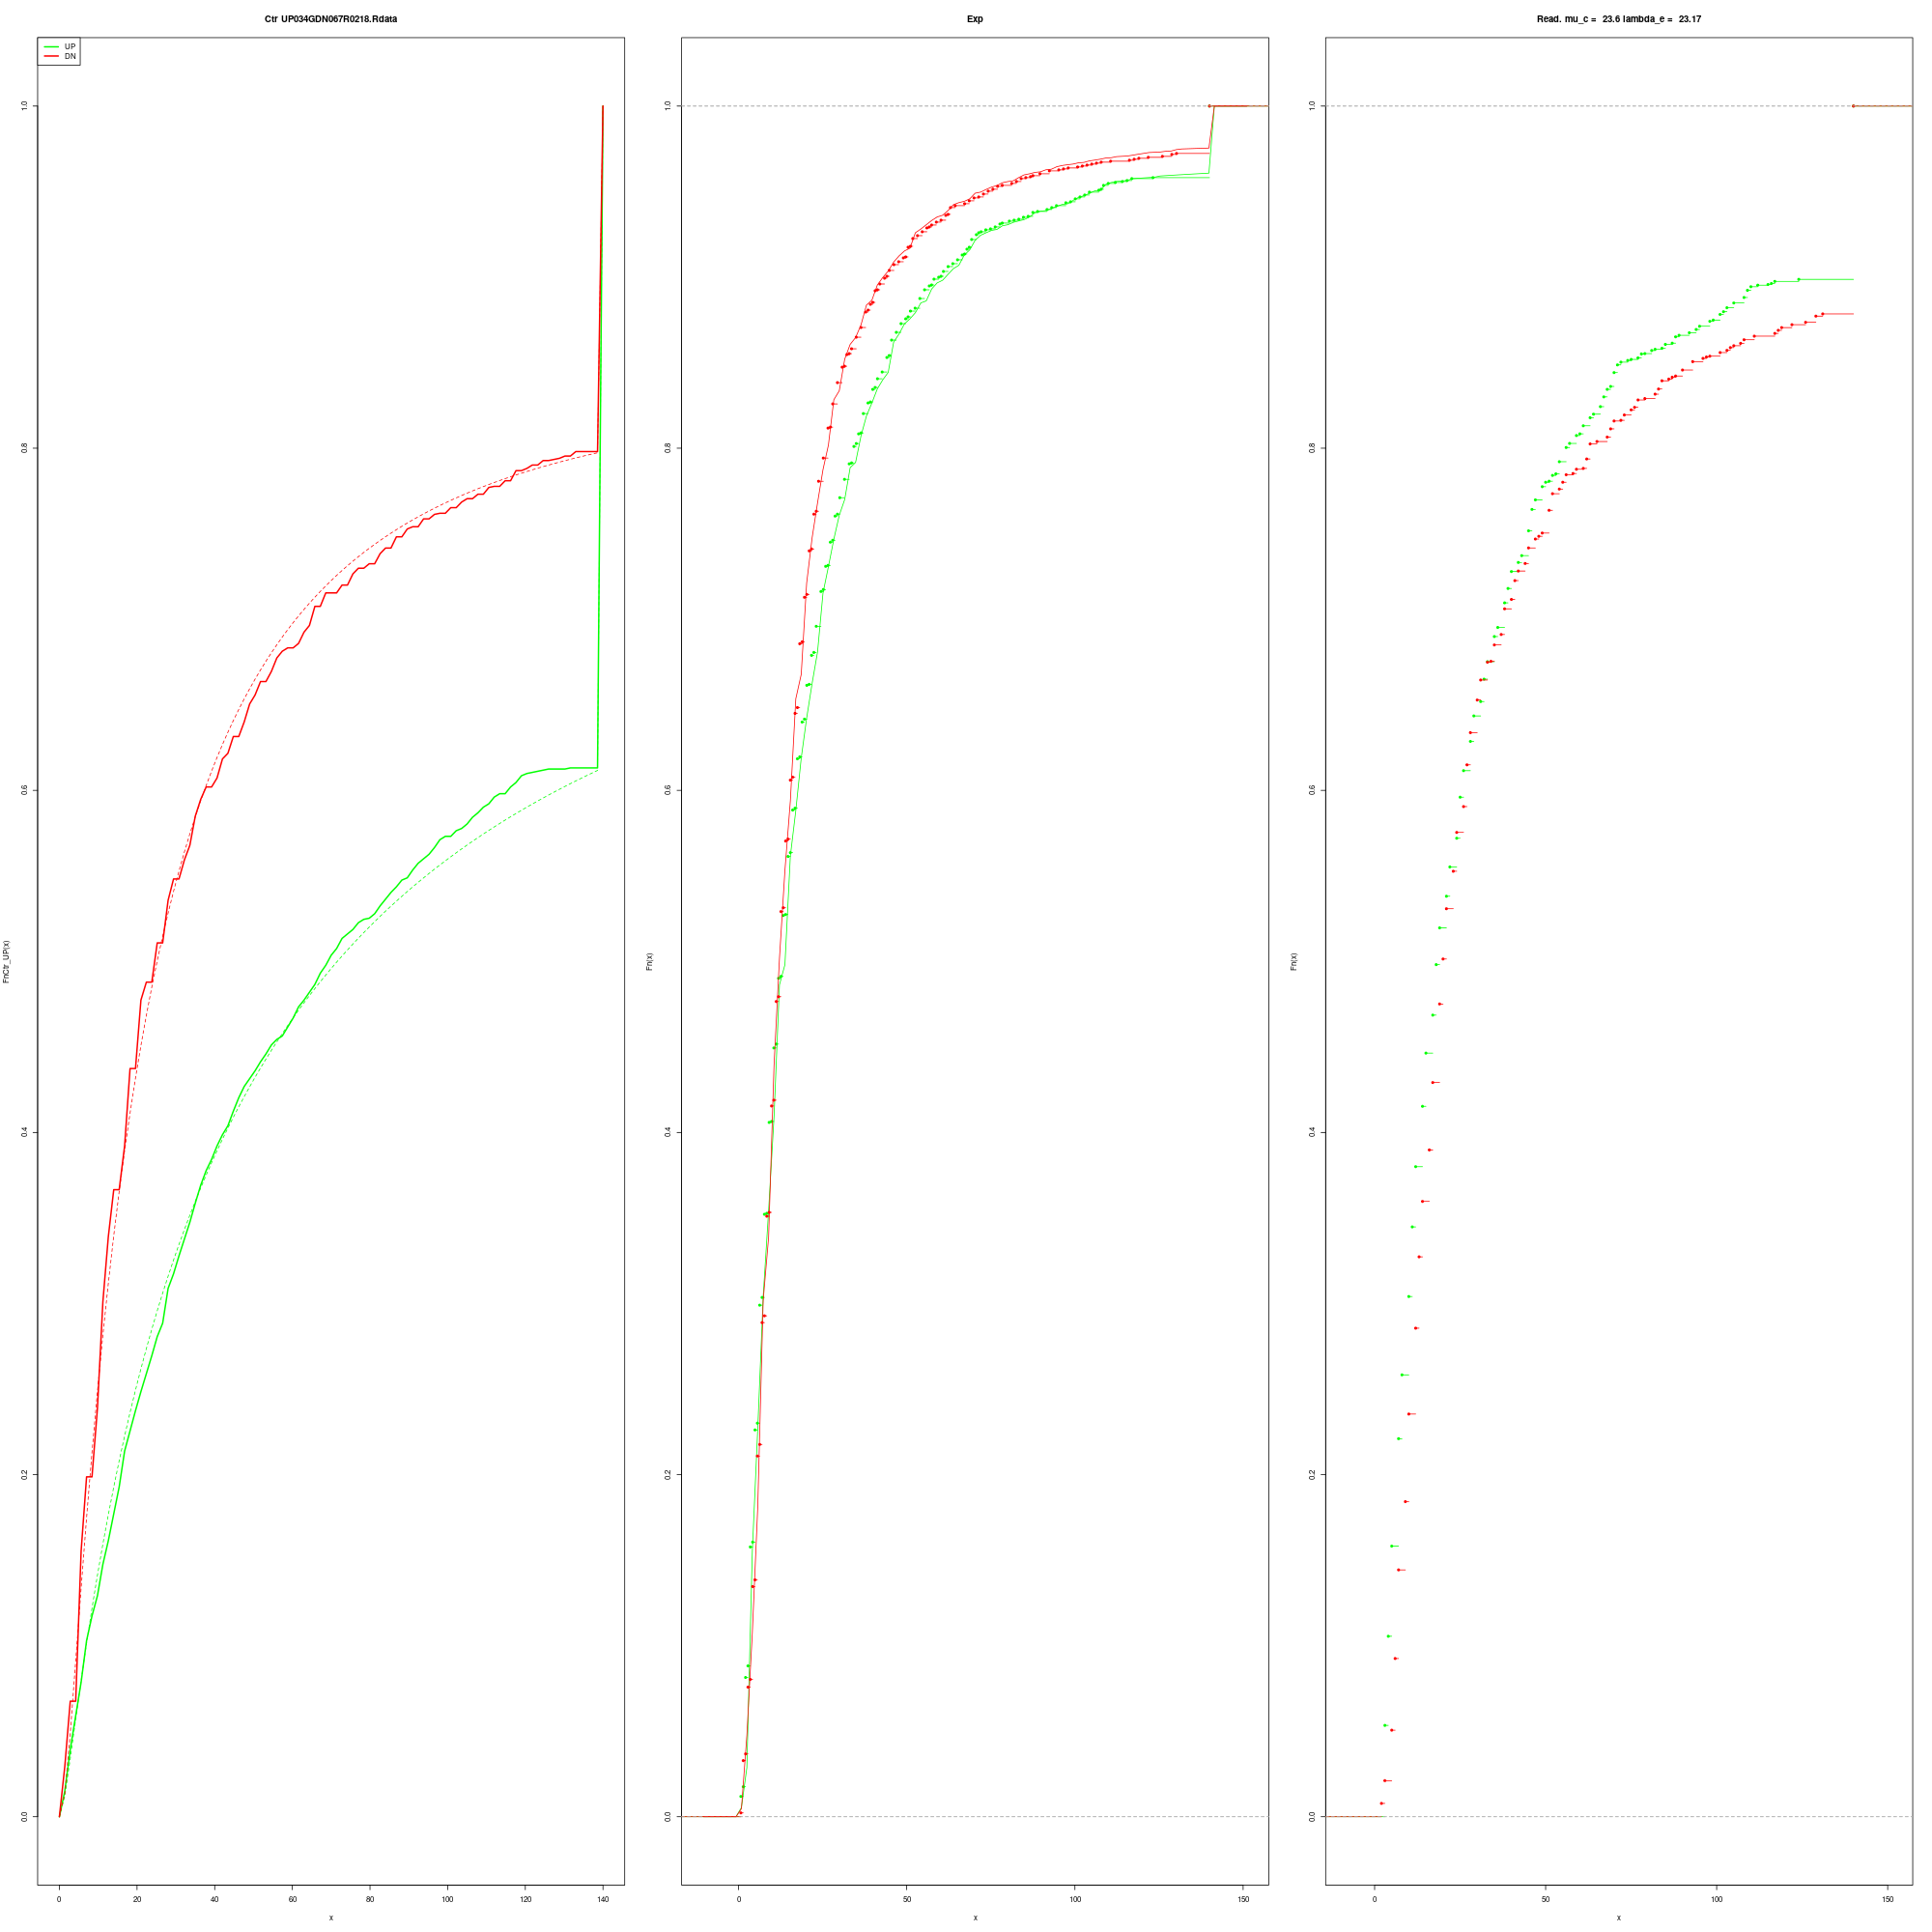 Ctr UP034GDN067R0218.Rdata
UP
DN
FnCtr_UP(x)
0.0
0.2
0.4
0.6
0.8
1.0
0 20 40 60 80 100 120 140
x
Exp
Fn(x)
0.0
0.2
0.4
0.6
0.8
1.0
0 50 100 150
x
Read. mu_c = 23.6 lambda_e = 23.17
Fn(x)
0.0
0.2
0.4
0.6
0.8
1.0
0 50 100 150
x